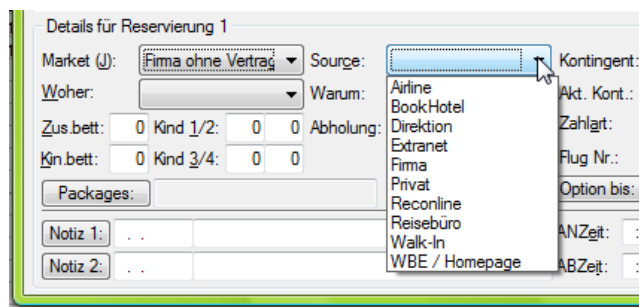 Details für Reservierung 1
Market (J): Firma ohne Vertrag Source: Kontingent:
Woher: Warum: Akt. Kont.:
Zus.bett: 0 Kind 1/2: 0 0 Abholung: Zahlart:
Kin.bett: 0 Kind 3/4: 0 0 Flug Nr.:
Packages: Option bis:
Notiz 1: . . ANZeit: :
Notiz 2: . . ABZeit: :
Airline
BookHotel
Direktion
Extranet
Firma
Privat
Reconline
Reisebüro
Walk-In
WBE / Homepage